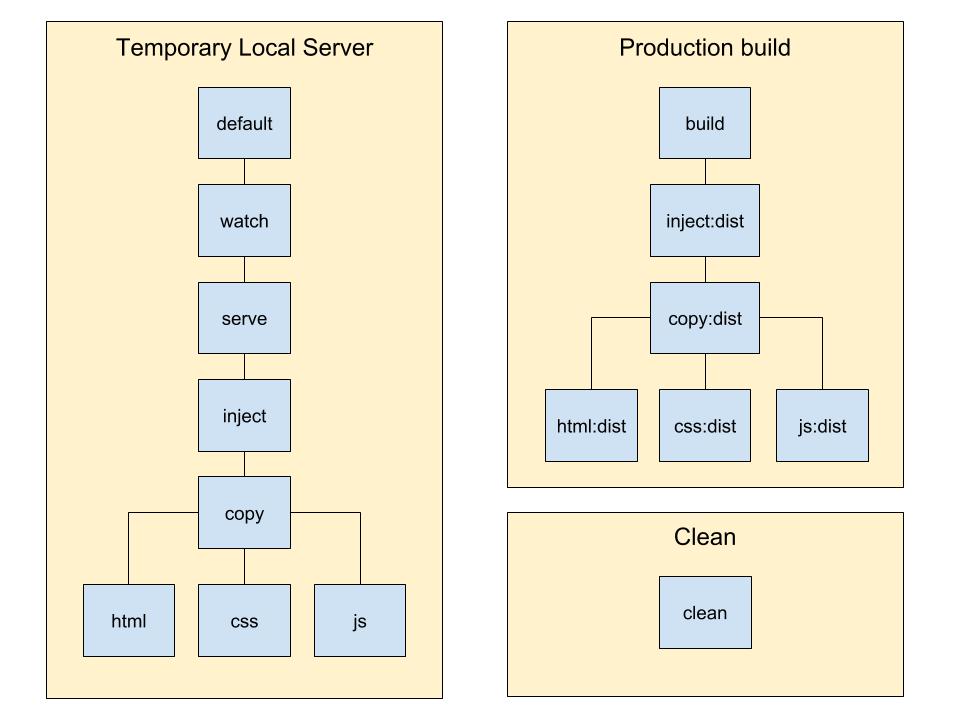 Temporary Local Server
default
watch
serve
inject
copy
html
css
js
Production build
build
inject:dist
copy:dist
html:dist
css:dist
js:dist
Clean
clean